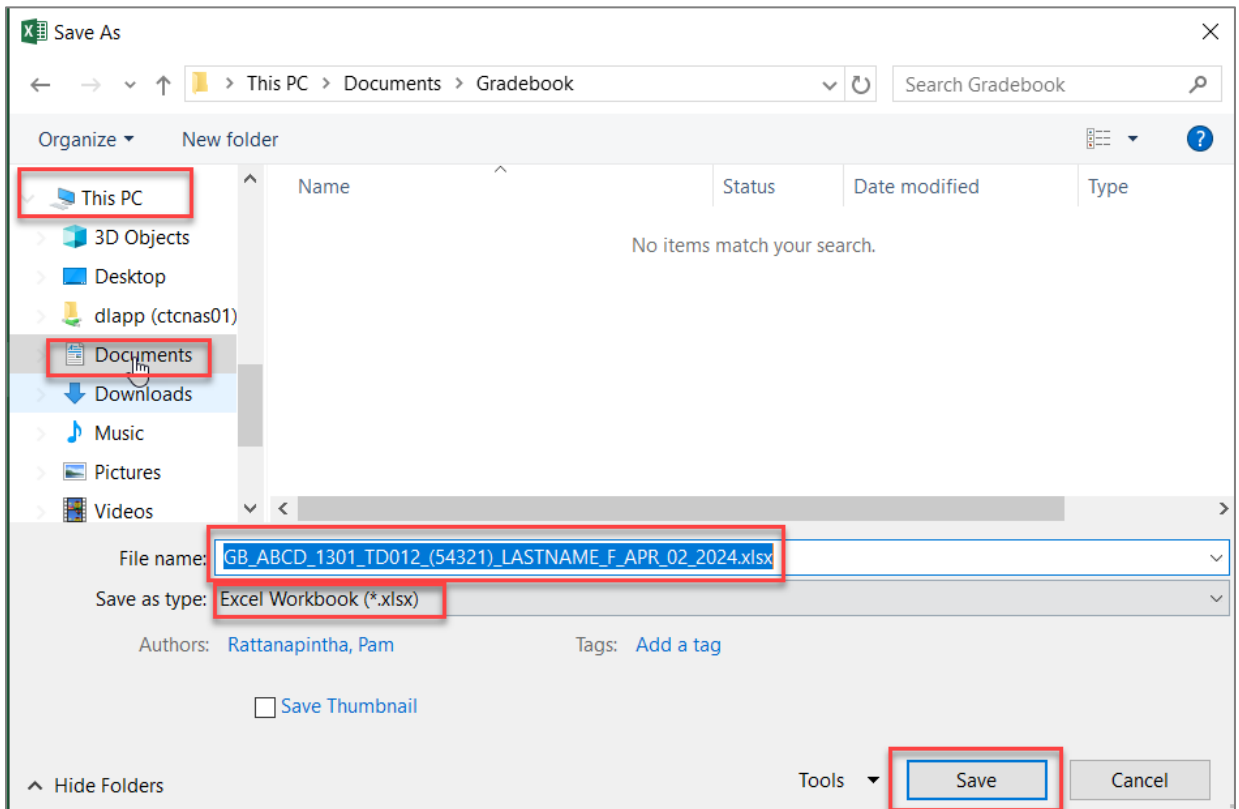 Save As
This PC > Documents > Gradebook
Search Gradebook
Organize
New folder
?
This PC
3D Objects
Desktop
dlapp (ctcnas01)
Documents
Downloads
Music
Pictures
Videos
Name
Status
Date modified
Type
No items match your search.
File name: GB_ABCD_1301_TD012_(54321)_LASTNAME_F_APR_02_2024.xlsx
Save as type: Excel Workbook (*.xlsx)
Authors: Rattanapintha, Pam
Tags: Add a tag
Save Thumbnail
Hide Folders
Tools
Save
Cancel